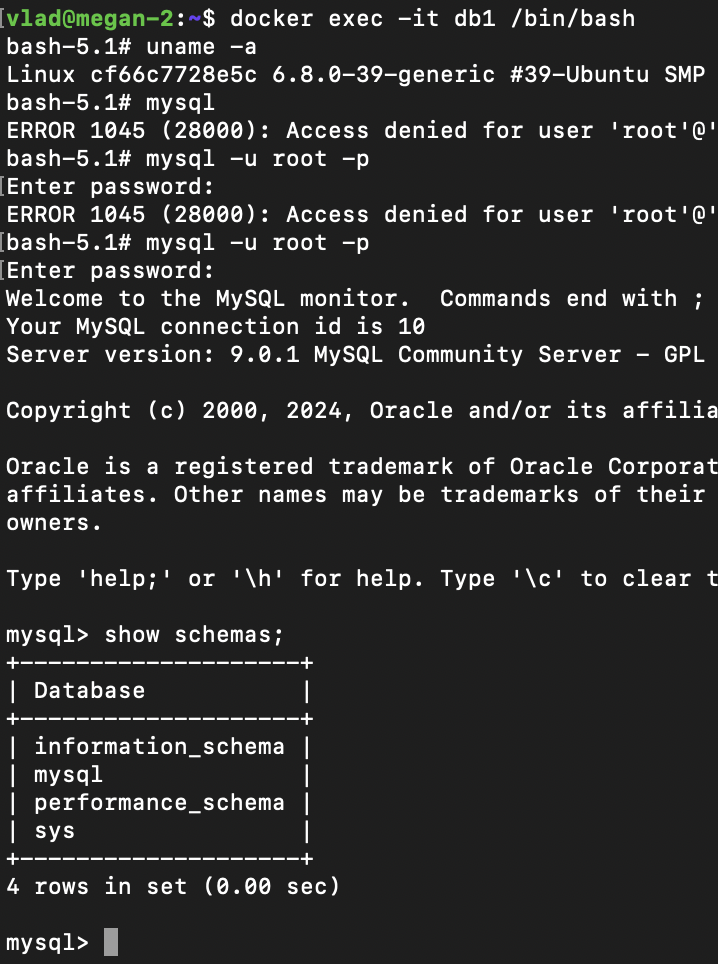 vlad@megan-2:~$ docker exec -it db1 /bin/bash
bash-5.1# uname -a
Linux cf66c7728e5c 6.8.0-39-generic #39-Ubuntu SMP
bash-5.1# mysql
ERROR 1045 (28000): Access denied for user 'root'@'
bash-5.1# mysql -u root -p
Enter password:
ERROR 1045 (28000): Access denied for user 'root'@'
bash-5.1# mysql -u root -p
Enter password:
Welcome to the MySQL monitor.  Commands end with ;
Your MySQL connection id is 10
Server version: 9.0.1 MySQL Community Server - GPL

Copyright (c) 2000, 2024, Oracle and/or its affilia

Oracle is a registered trademark of Oracle Corporat
affiliates. Other names may be trademarks of their
owners.

Type 'help;' or '\h' for help. Type '\c' to clear t

mysql> show schemas;
+--------------------+
| Database           |
+--------------------+
| information_schema |
| mysql              |
| performance_schema |
| sys                |
+--------------------+
4 rows in set (0.00 sec)

mysql>